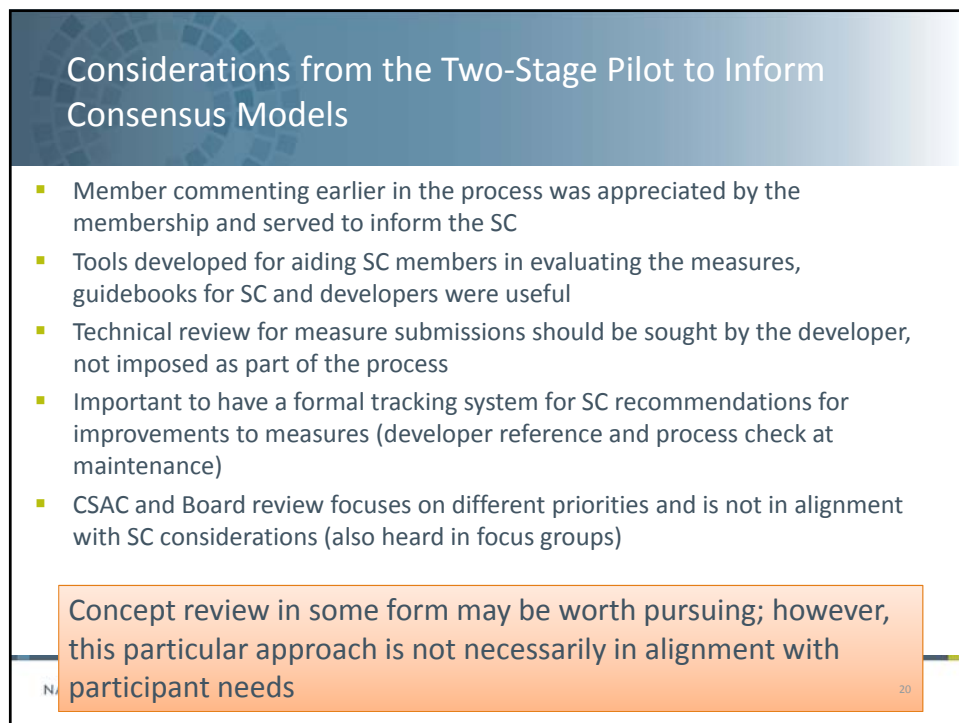 Considerations from the Two-Stage Pilot to Inform
Consensus Models
▪ Member commenting earlier in the process was appreciated by the
membership and served to inform the SC
▪ Tools developed for aiding SC members in evaluating the measures,
guidebooks for SC and developers were useful
▪ Technical review for measure submissions should be sought by the developer,
not imposed as part of the process
▪ Important to have a formal tracking system for SC recommendations for
improvements to measures (developer reference and process check at
maintenance)
▪ CSAC and Board review focuses on different priorities and is not in alignment
with SC considerations (also heard in focus groups)
Concept review in some form may be worth pursuing; however,
this particular approach is not necessarily in alignment with
participant needs
20